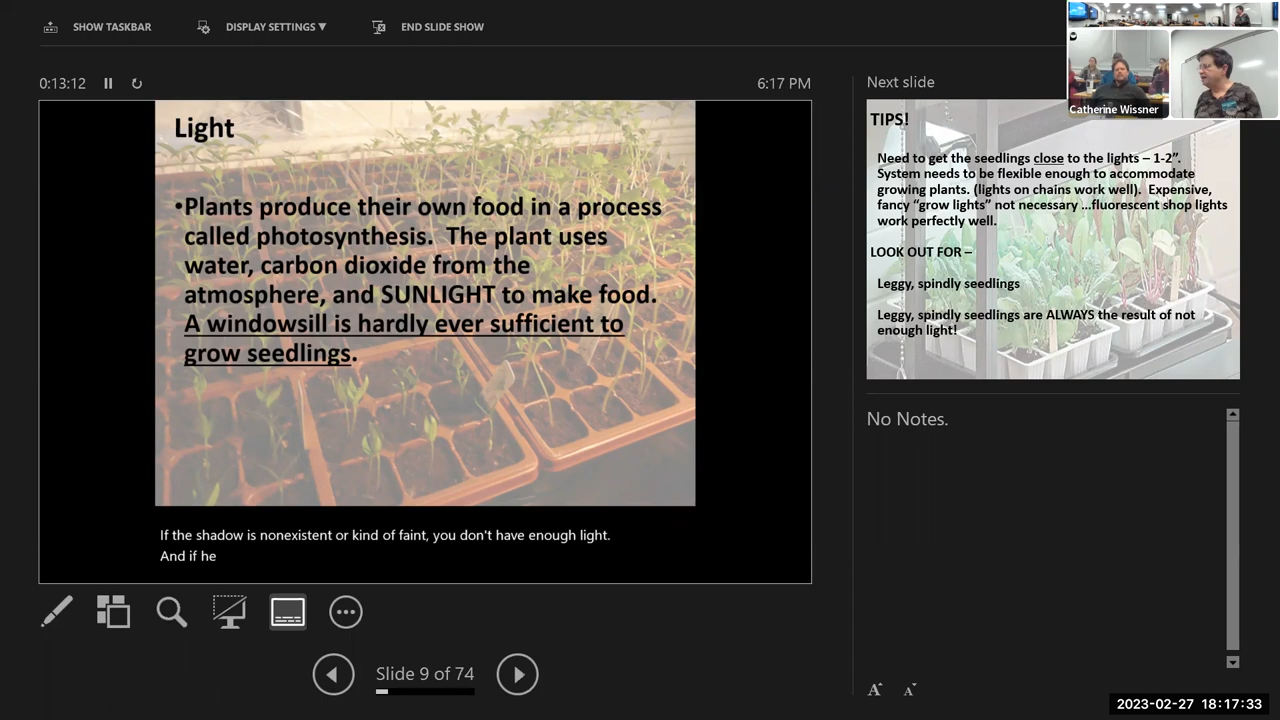 SHOW TASKBAR
DISPLAY SETTINGS ▼
END SLIDE SHOW
0:13:12
6:17 PM
Light
•Plants produce their own food in a process
called photosynthesis. The plant uses
water, carbon dioxide from the
atmosphere, and SUNLIGHT to make food.
A windowsill is hardly ever sufficient to
grow seedlings.
If the shadow is nonexistent or kind of faint, you don't have enough light.
And if he
Slide 9 of 74
Next slide
Catherine Wissner
TIPS!
Need to get the seedlings close to the lights – 1-2”.
System needs to be flexible enough to accommodate
growing plants. (lights on chains work well). Expensive,
fancy “grow lights” not necessary ...fluorescent shop lights
work perfectly well.
LOOK OUT FOR –
Leggy, spindly seedlings
Leggy, spindly seedlings are ALWAYS the result of not
enough light!
No Notes.
A A
2023-02-27 18:17:33